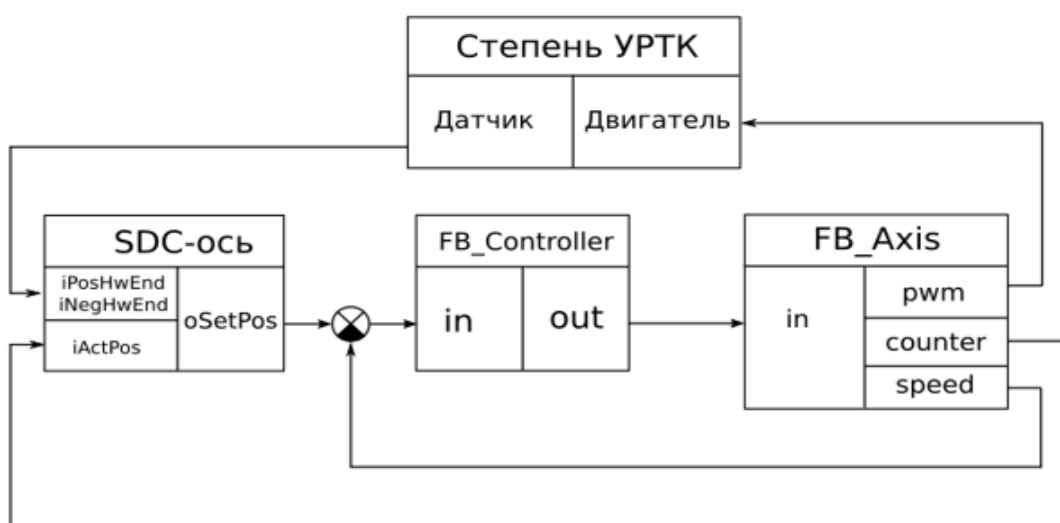 Степень УРТК
Датчик
Двигатель
SDC-ось
iPosHwEnd
iNegHwEnd
oSetPos
iActPos
FB_Controller
in
out
FB_Axis
in
pwm
counter
speed